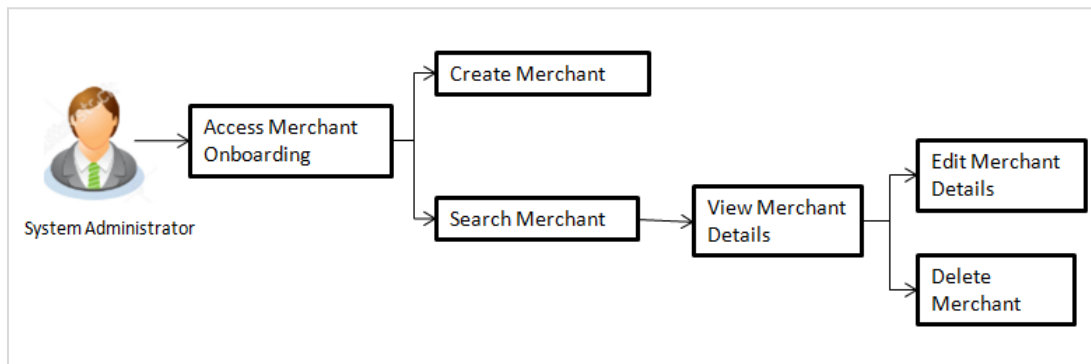 System Administrator
Access Merchant
Onboarding
Create Merchant
Search Merchant
View Merchant
Details
Edit Merchant
Details
Delete
Merchant